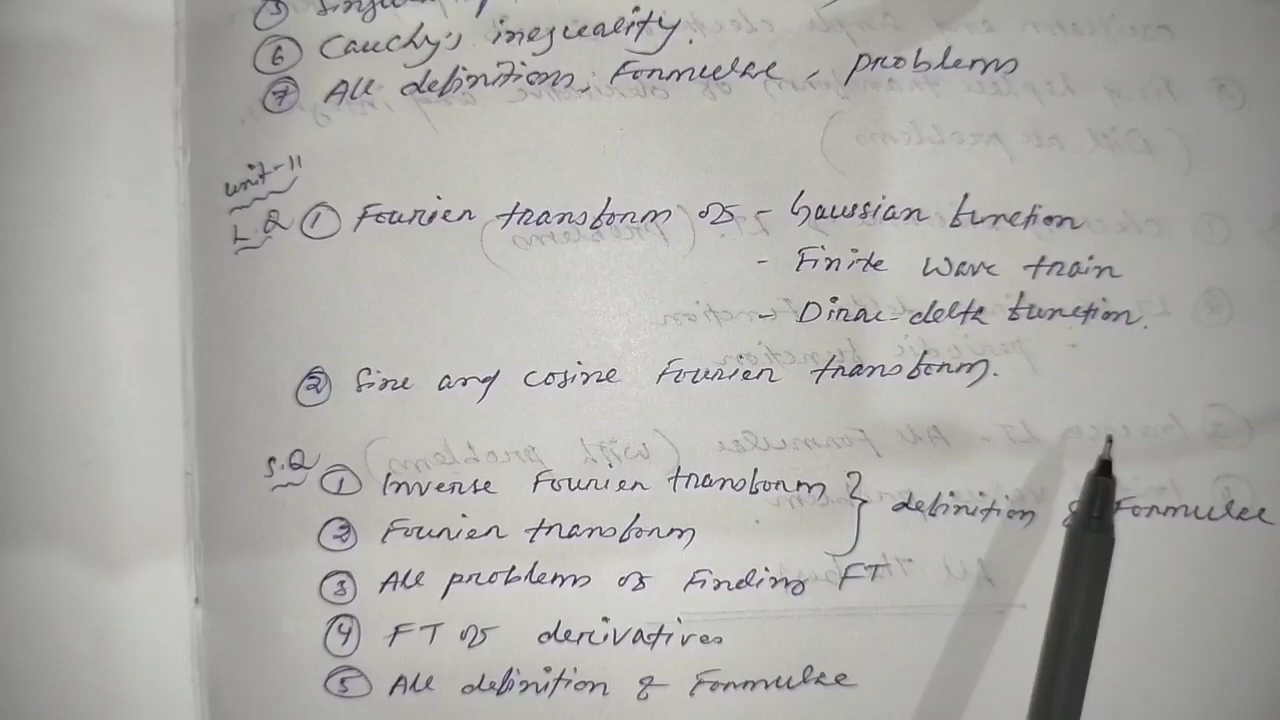 ⑥ Cauchy's inequality.
⑦ All definition, Formulae, problems
Unit-11
L.Q ① Fourier transform of - Gaussian function
- Finite wave train
- Dirac-delta function.
② Sine and cosine Fourier transform.
S.Q ① Inverse Fourier transform } definition & Formulae
② Fourier transform
③ All problems of Finding FT
④ FT of derivatives
⑤ All definition & Formulae